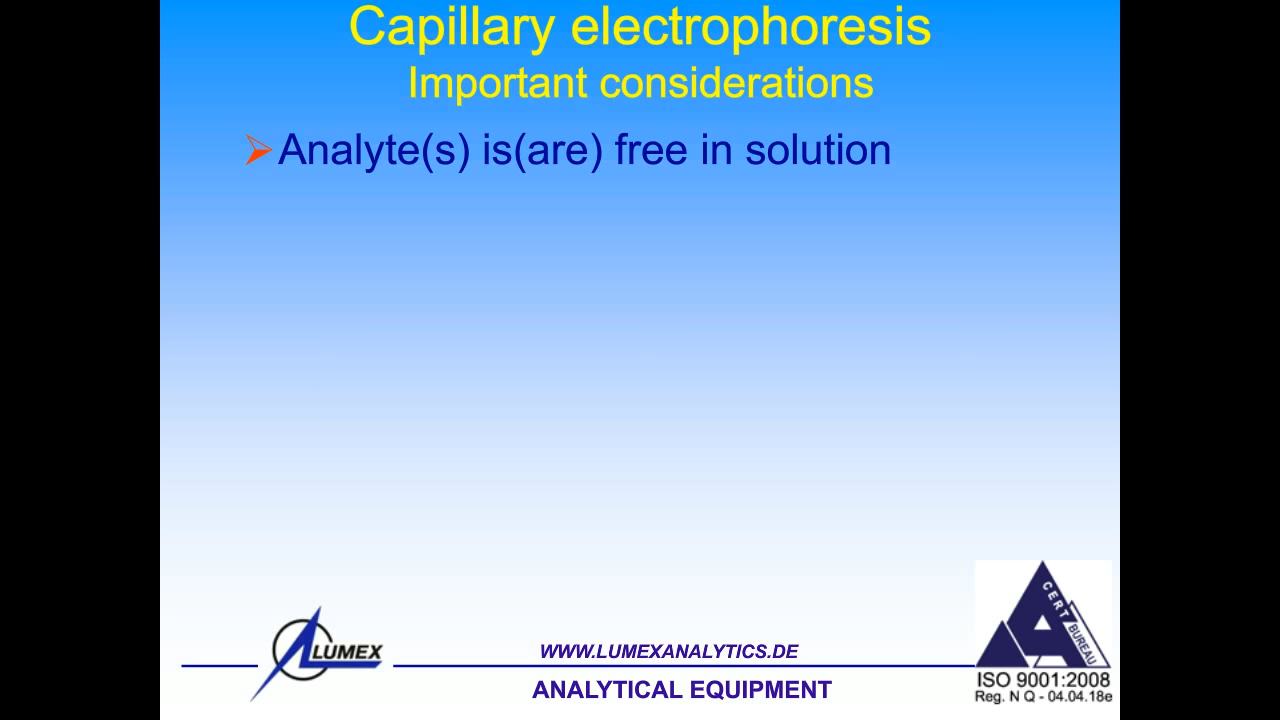 Capillary electrophoresis
Important considerations
Analyte(s) is(are) free in solution
LUMEX
WWW.LUMEXANALYTICS.DE
ANALYTICAL EQUIPMENT
CERT
BUREAU
ISO 9001:2008
Reg. N Q - 04.04.18e